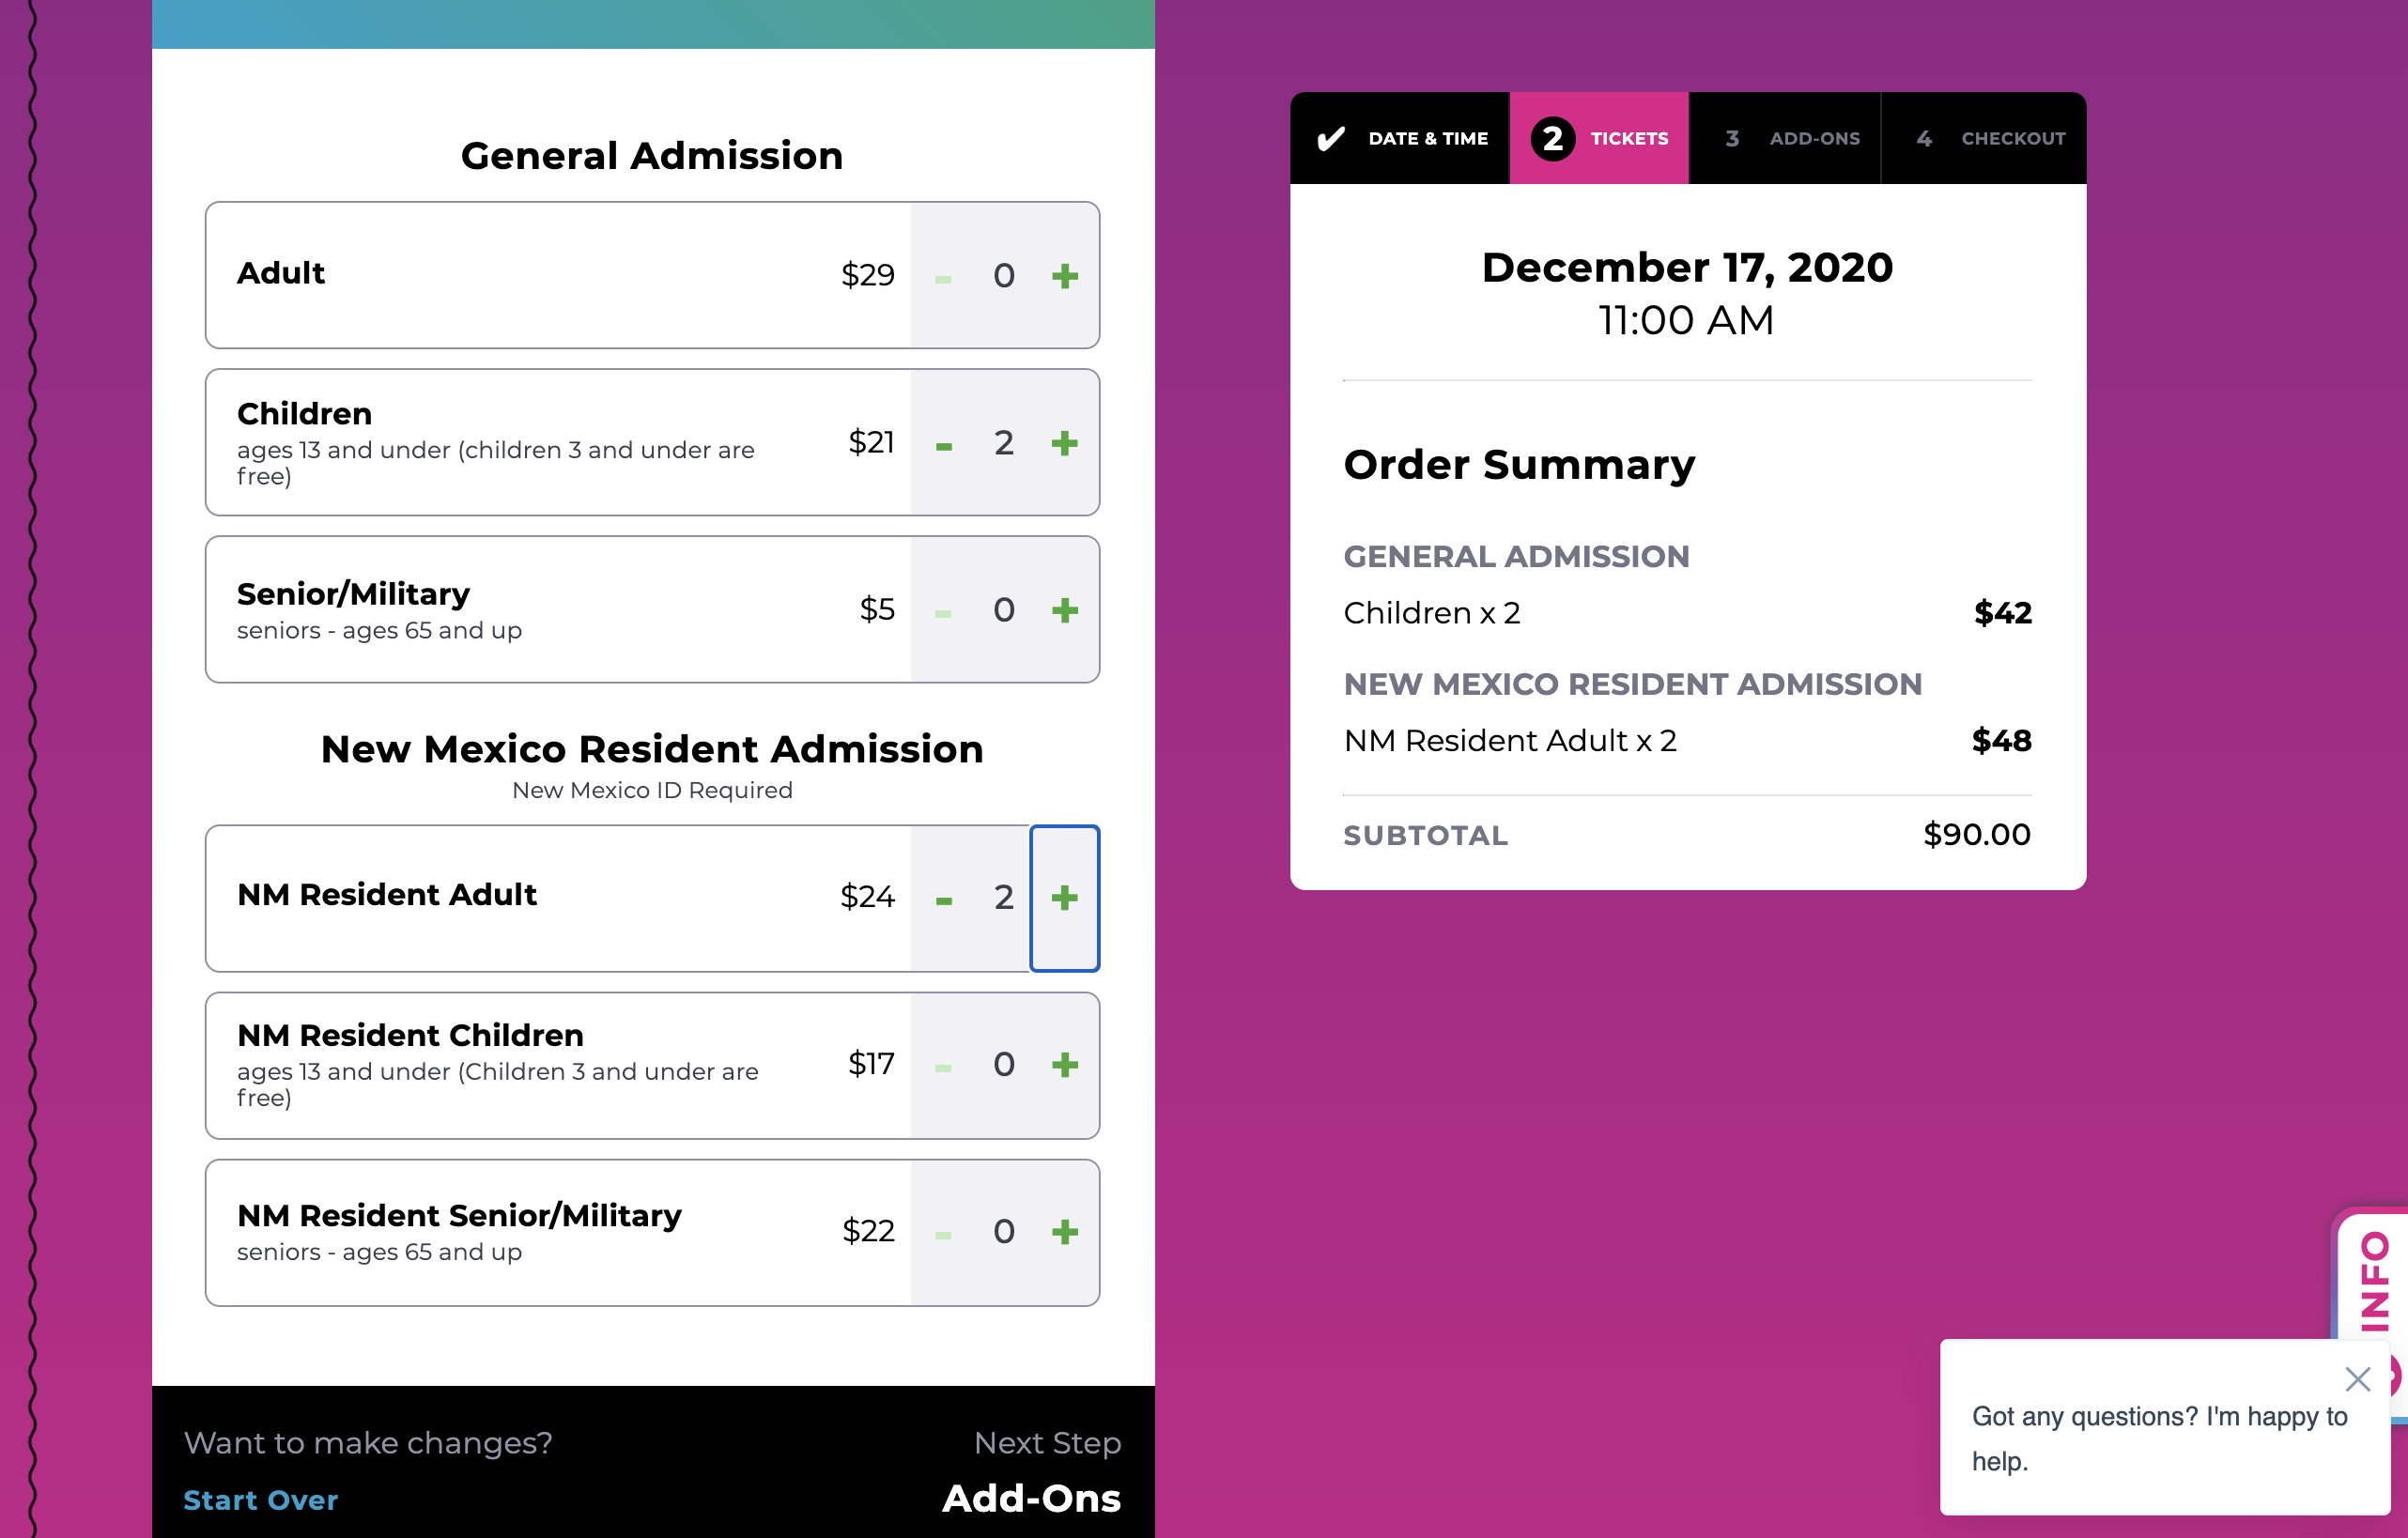 General Admission
Adult
$29
-
0
+
Children
ages 13 and under (children 3 and under are
free)
$21
-
2
+
Senior/Military
seniors - ages 65 and up
$5
-
0
+
New Mexico Resident Admission
New Mexico ID Required
NM Resident Adult
$24
-
2
+
NM Resident Children
ages 13 and under (Children 3 and under are
free)
$17
-
0
+
NM Resident Senior/Military
seniors - ages 65 and up
$22
-
0
+
Want to make changes?
Start Over
Next Step
Add-Ons
✔ DATE & TIME
2 TICKETS
3 ADD-ONS
4 CHECKOUT
December 17, 2020
11:00 AM
Order Summary
GENERAL ADMISSION
Children x 2 $42
NEW MEXICO RESIDENT ADMISSION
NM Resident Adult x 2 $48
SUBTOTAL $90.00
INFO
Got any questions? I'm happy to
help.